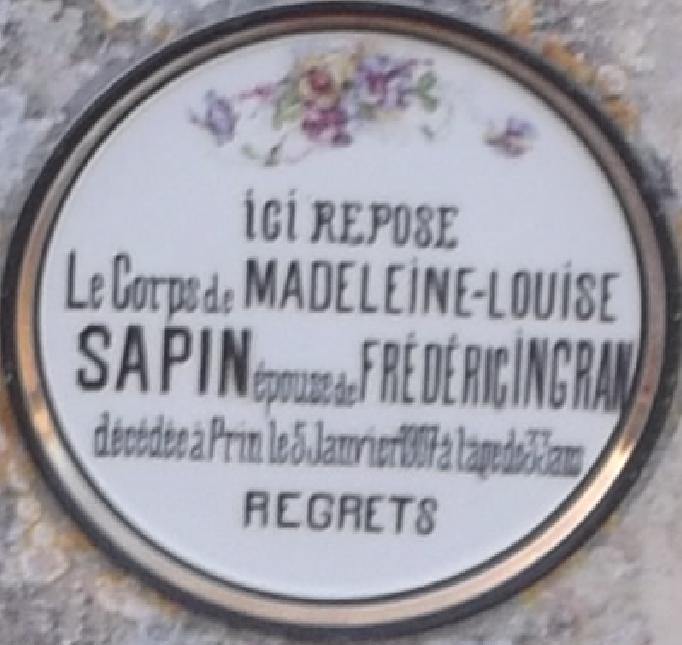 iCi REPOSE
Le Corps de MADELEiNE-LOUiSE
SAPIN épouse de FRÉDÉRIC iNGRAN
décédée à Prin le 5 Janvier 1907 à l'age de 33 ans
REGRETS